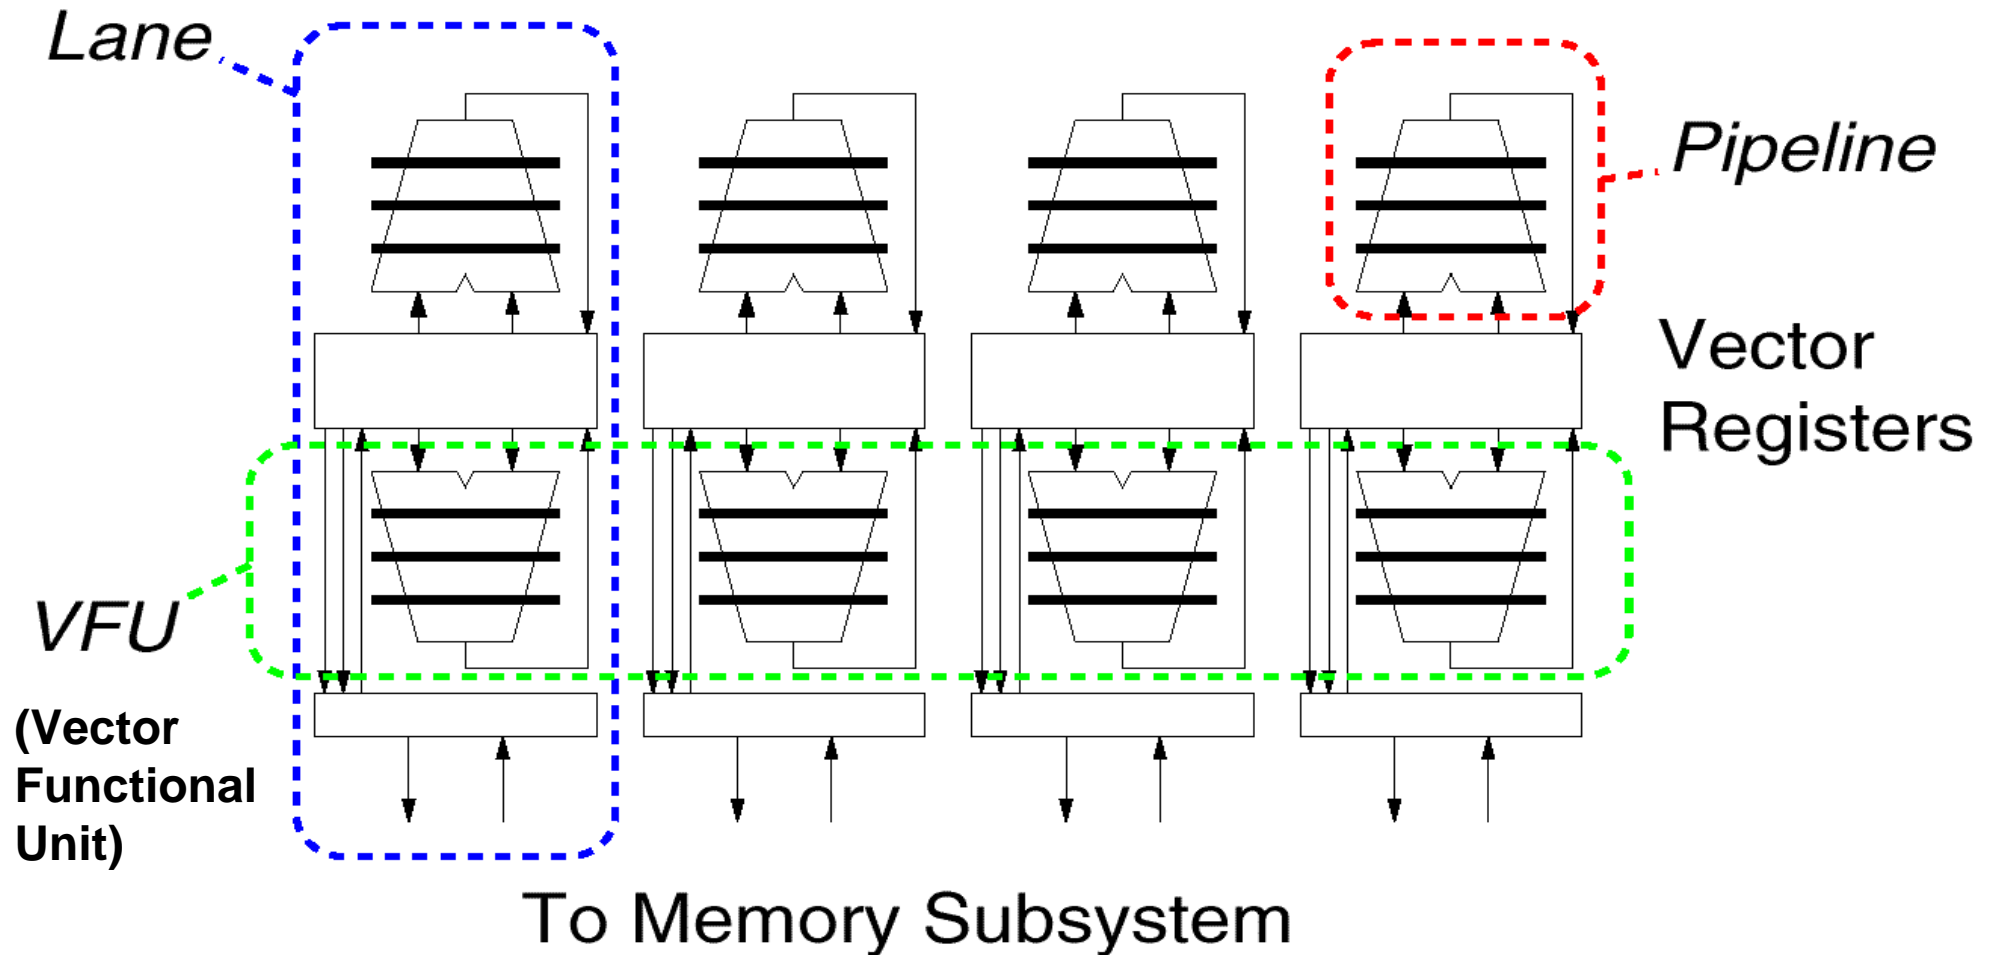 Lane
Pipeline
Vector
Registers
VFU
(Vector
Functional
Unit)
To Memory Subsystem